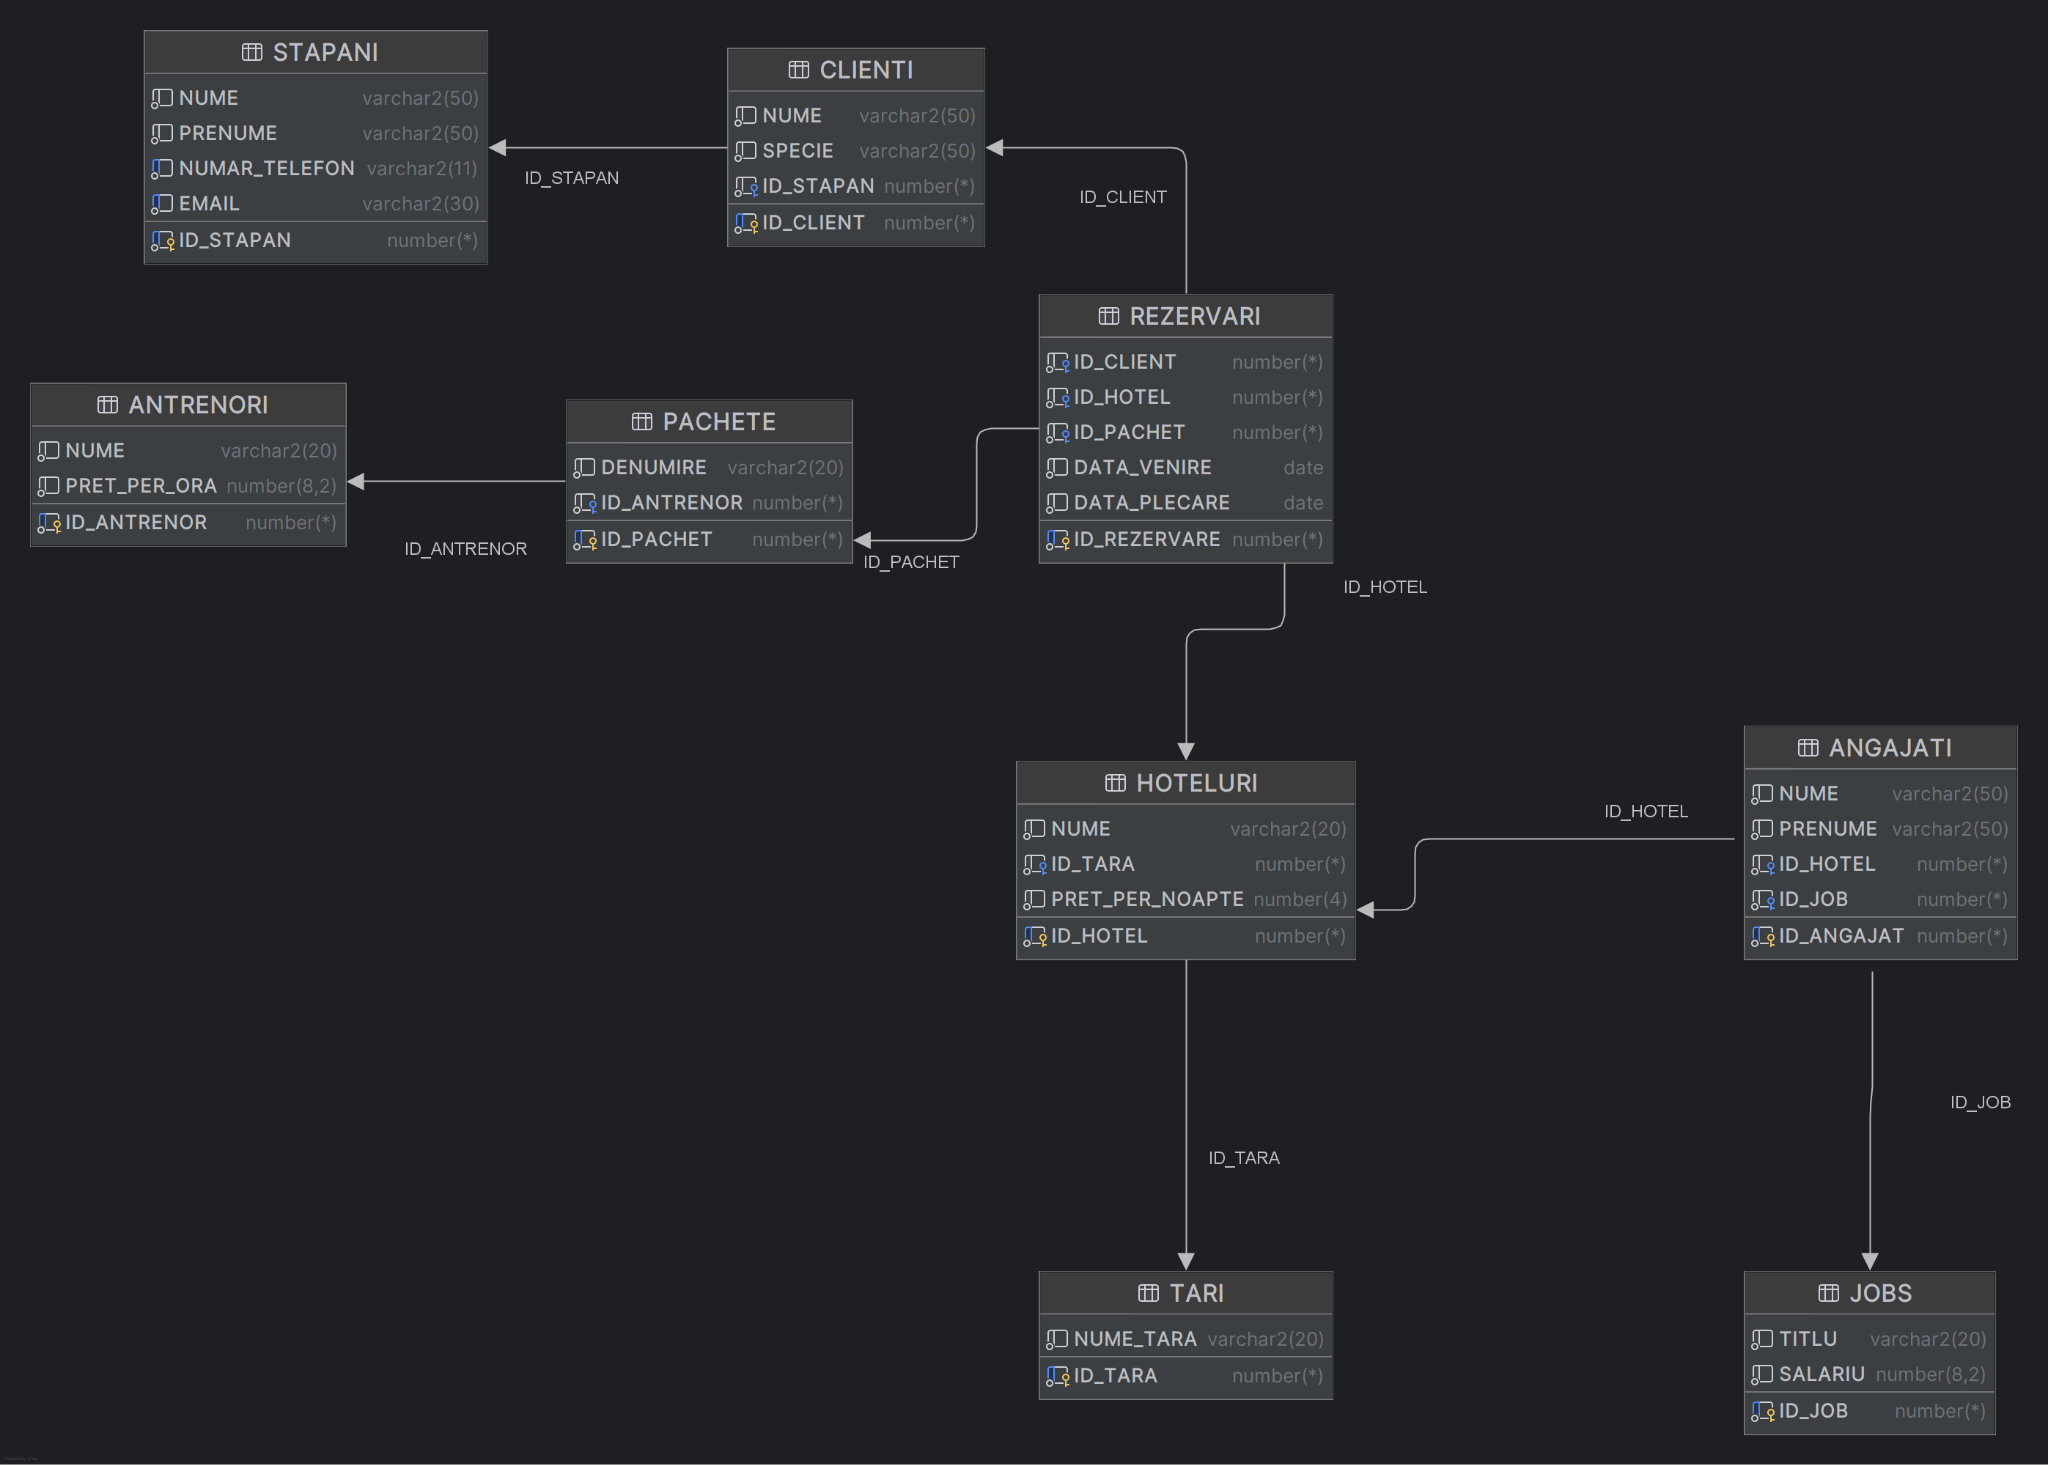 STAPANI
NUME varchar2(50)
PRENUME varchar2(50)
NUMAR_TELEFON varchar2(11)
EMAIL varchar2(30)
ID_STAPAN number(*)
ID_STAPAN
CLIENTI
NUME varchar2(50)
SPECIE varchar2(50)
ID_STAPAN number(*)
ID_CLIENT number(*)
ID_CLIENT
REZERVARI
ID_CLIENT number(*)
ID_HOTEL number(*)
ID_PACHET number(*)
DATA_VENIRE date
DATA_PLECARE date
ID_REZERVARE number(*)
ANTRENORI
NUME varchar2(20)
PRET_PER_ORA number(8,2)
ID_ANTRENOR number(*)
ID_ANTRENOR
PACHETE
DENUMIRE varchar2(20)
ID_ANTRENOR number(*)
ID_PACHET number(*)
ID_PACHET
ID_HOTEL
HOTELURI
NUME varchar2(20)
ID_TARA number(*)
PRET_PER_NOAPTE number(4)
ID_HOTEL number(*)
ID_HOTEL
ANGAJATI
NUME varchar2(50)
PRENUME varchar2(50)
ID_HOTEL number(*)
ID_JOB number(*)
ID_ANGAJAT number(*)
ID_JOB
ID_TARA
TARI
NUME_TARA varchar2(20)
ID_TARA number(*)
JOBS
TITLU varchar2(20)
SALARIU number(8,2)
ID_JOB number(*)